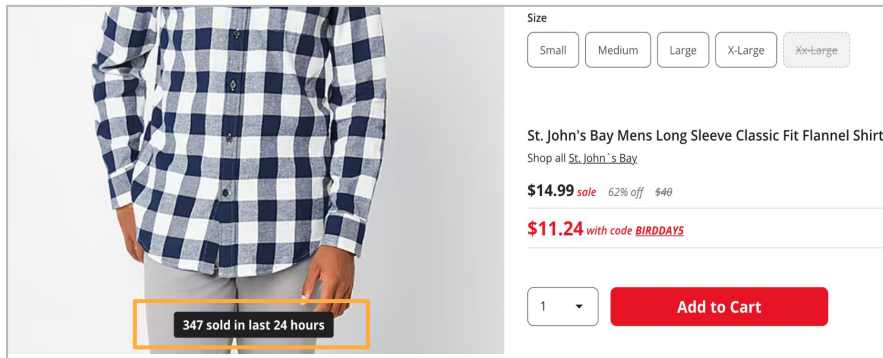 Size
Small
Medium
Large
X-Large
Xx-Large
St. John's Bay Mens Long Sleeve Classic Fit Flannel Shirt
Shop all St. John`s Bay
$14.99 sale 62% off $40
$11.24 with code BIRDDAY5
1
Add to Cart
347 sold in last 24 hours